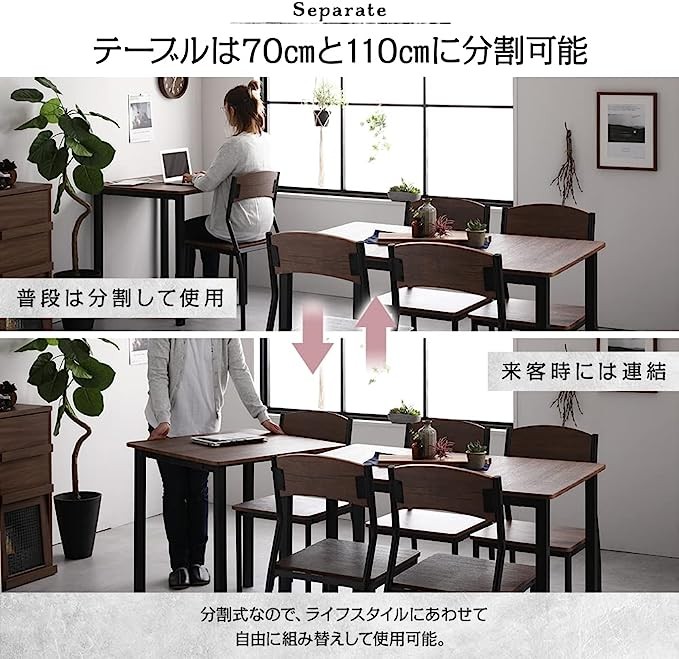 Separate
テーブルは70㎝と110㎝に分割可能
普段は分割して使用
来客時には連結
分割式なので、ライフスタイルにあわせて
自由に組み替えして使用可能。